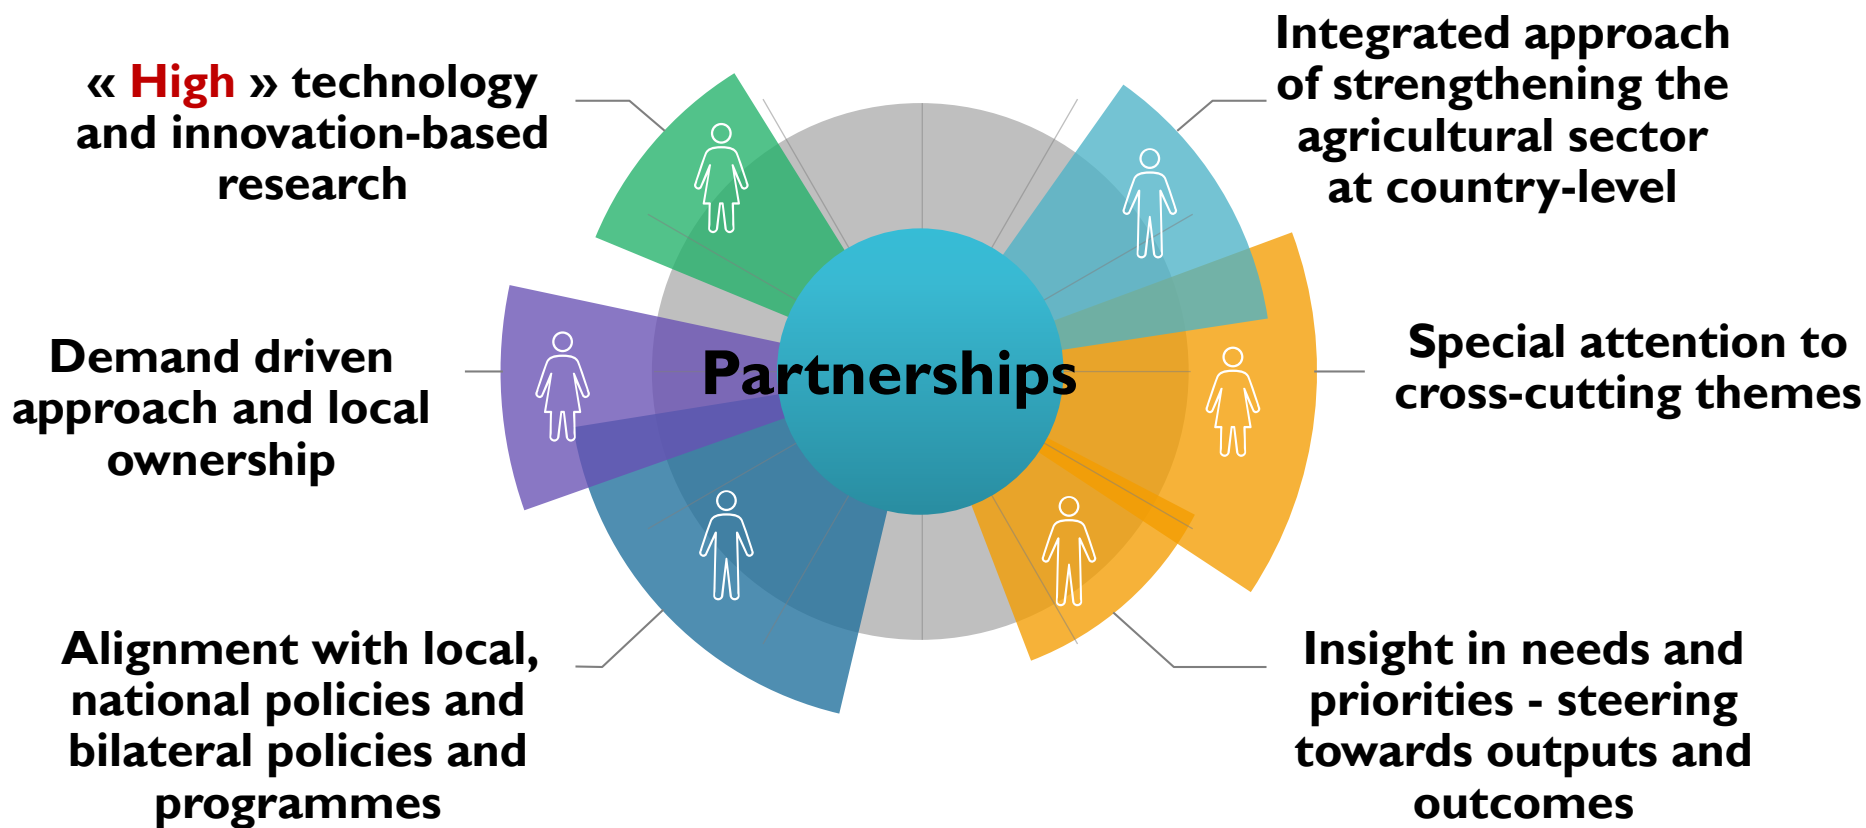 « High » technology
and innovation-based
research
Integrated approach
of strengthening the
agricultural sector
at country-level
Demand driven
approach and local
ownership
Partnerships
Special attention to
cross-cutting themes
Alignment with local,
national policies and
bilateral policies and
programmes
Insight in needs and
priorities - steering
towards outputs and
outcomes